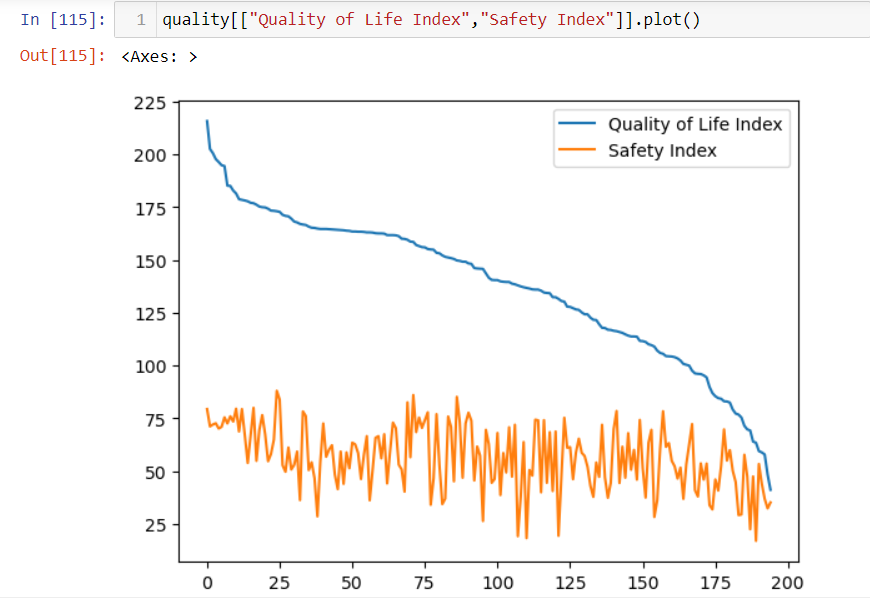 In [115]: 1 quality[["Quality of Life Index","Safety Index"]].plot()
Out[115]: <Axes: >
225
Quality of Life Index
200
Safety Index
175
150
125
100
75
50
25
0 25 50 75 100 125 150 175 200